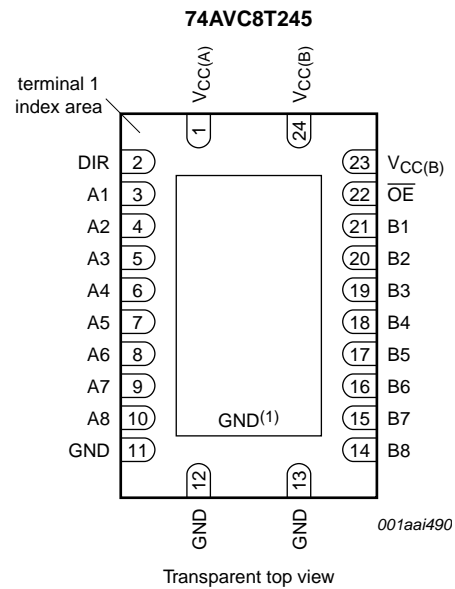 74AVC8T245
terminal 1
index area
VCC(A)
VCC(B)
1
24
DIR 2
23 VCC(B)
A1 3
22 OE
A2 4
21 B1
A3 5
20 B2
A4 6
19 B3
A5 7
18 B4
A6 8
17 B5
A7 9
16 B6
A8 10
15 B7
GND 11
14 B8
GND(1)
12
13
GND
GND
001aai490
Transparent top view